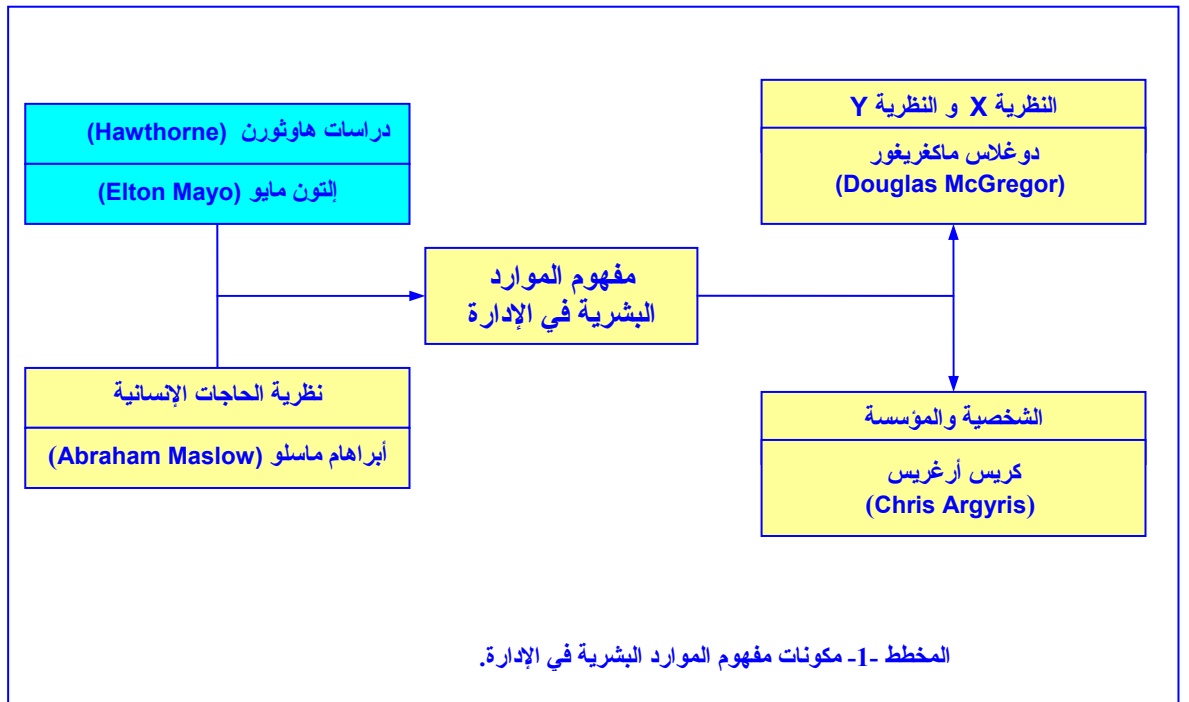 دراسات هاوثورن (Hawthorne)
إلتون مايو (Elton Mayo)
نظرية الحاجات الإنسانية
أبراهام ماسلو (Abraham Maslow)
مفهوم الموارد
البشرية في الإدارة
النظرية X و النظرية Y
دوغلاس ماكغريغور
(Douglas McGregor)
الشخصية والمؤسسة
كريس أرغريس
(Chris Argyris)
المخطط -1- مكونات مفهوم الموارد البشرية في الإدارة.